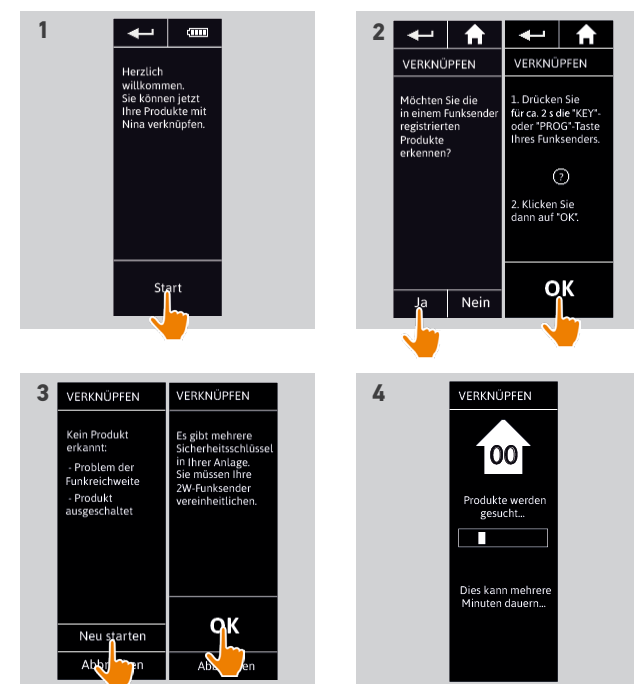 1
Herzlich
willkommen.
Sie können jetzt
Ihre Produkte mit
Nina verknüpfen.
Start
2
VERKNÜPFEN
Möchten Sie die
in einem Funksender
registrierten
Produkte
erkennen?
Ja Nein
VERKNÜPFEN
1. Drücken Sie
für ca. 2 s die "KEY"-
oder "PROG"-Taste
Ihres Funksenders.
?
2. Klicken Sie
dann auf "OK".
OK
3
VERKNÜPFEN
Kein Produkt
erkannt:
- Problem der
Funkreichweite
- Produkt
ausgeschaltet
Neu starten
VERKNÜPFEN
Es gibt mehrere
Sicherheitsschlüssel
in Ihrer Anlage.
Sie müssen Ihre
2W-Funksender
vereinheitlichen.
OK
4
VERKNÜPFEN
00
Produkte werden
gesucht...
Dies kann mehrere
Minuten dauern...